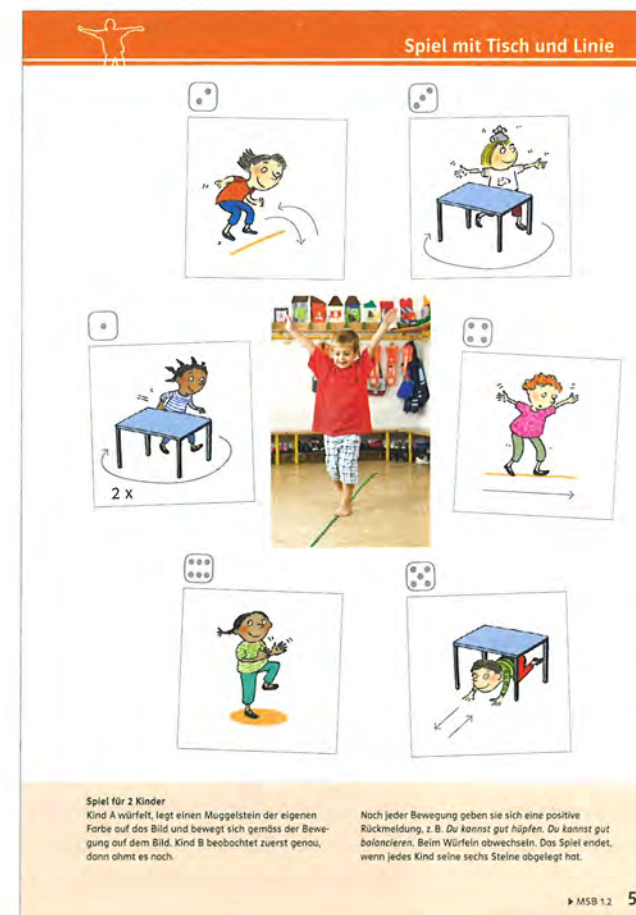 Spiel mit Tisch und Linie
2 x
Spiel für 2 Kinder
Kind A würfelt, legt einen Muggelstein der eigenen
Farbe auf das Bild und bewegt sich gemäss der Bewe-
gung auf dem Bild. Kind B beobachtet zuerst genau,
dann ahmt es nach.
Nach jeder Bewegung geben sie sich eine positive
Rückmeldung, z. B. Du kannst gut hüpfen. Du kannst gut
balancieren. Beim Würfeln abwechseln. Das Spiel endet,
wenn jedes Kind seine sechs Steine abgelegt hat.
▶ MSB 1.2 5